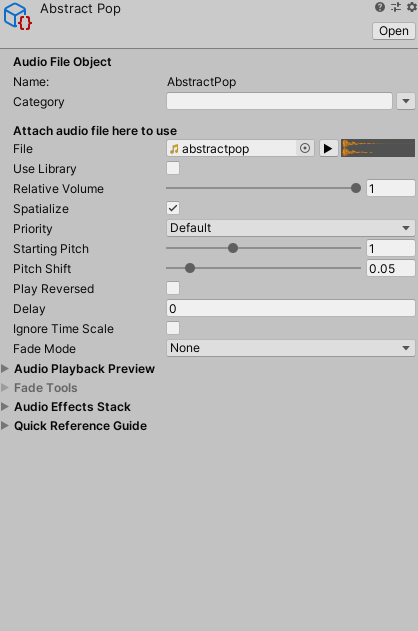 Abstract Pop
Open
Audio File Object
Name: AbstractPop
Category
Attach audio file here to use
File abstractpop
Use Library
Relative Volume 1
Spatialize
Priority Default
Starting Pitch 1
Pitch Shift 0.05
Play Reversed
Delay 0
Ignore Time Scale
Fade Mode None
Audio Playback Preview
Fade Tools
Audio Effects Stack
Quick Reference Guide